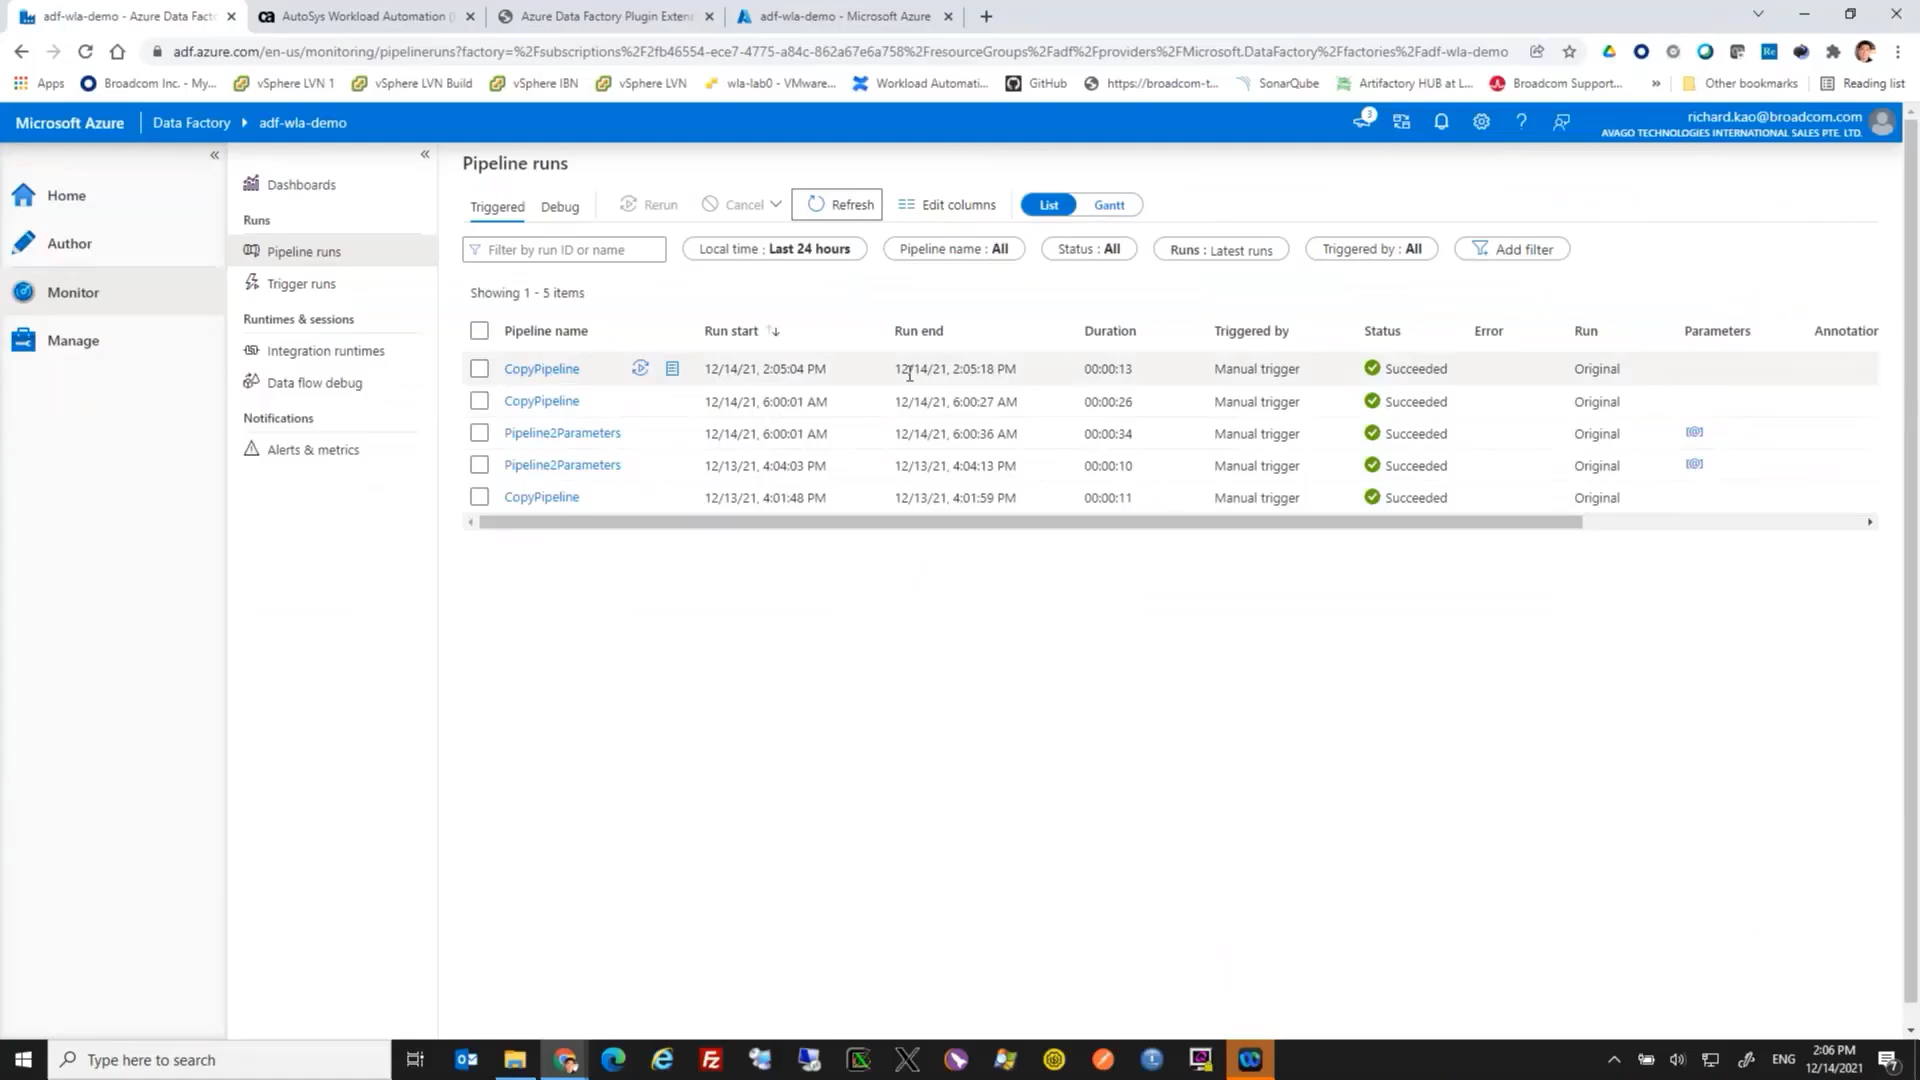 adf-wla-demo - Azure Data Fact
AutoSys Workload Automation (
Azure Data Factory Plugin Exten
adf-wla-demo - Microsoft Azure
adf.azure.com/en-us/monitoring/pipelineruns?factory=%2Fsubscriptions%2F2fb46554-ece7-4775-a84c-862a67e6a758%2FresourceGroups%2Fadf%2Fproviders%2FMicrosoft.DataFactory%2Ffactories%2Fadf-wla-demo
Apps
Broadcom Inc. - My...
vSphere LVN 1
vSphere LVN Build
vSphere IBN
vSphere LVN
wla-lab0 - VMware...
Workload Automati...
GitHub
https://broadcom-t...
SonarQube
Artifactory HUB at L...
Broadcom Support...
»
Other bookmarks
Reading list
Microsoft Azure
Data Factory
adf-wla-demo
3
richard.kao@broadcom.com
AVAGO TECHNOLOGIES INTERNATIONAL SALES PTE. LTD.
Home
Author
Monitor
Manage
Dashboards
Runs
Pipeline runs
Trigger runs
Runtimes & sessions
Integration runtimes
Data flow debug
Notifications
Alerts & metrics
Pipeline runs
Triggered Debug Rerun Cancel Refresh Edit columns List Gantt
Filter by run ID or name Local time : Last 24 hours Pipeline name : All Status : All Runs : Latest runs Triggered by : All Add filter
Showing 1 - 5 items
Pipeline name Run start Run end Duration Triggered by Status Error Run Parameters Annotation
CopyPipeline 12/14/21, 2:05:04 PM 12/14/21, 2:05:18 PM 00:00:13 Manual trigger Succeeded Original
CopyPipeline 12/14/21, 6:00:01 AM 12/14/21, 6:00:27 AM 00:00:26 Manual trigger Succeeded Original
Pipeline2Parameters 12/14/21, 6:00:01 AM 12/14/21, 6:00:36 AM 00:00:34 Manual trigger Succeeded Original [@]
Pipeline2Parameters 12/13/21, 4:04:03 PM 12/13/21, 4:04:13 PM 00:00:10 Manual trigger Succeeded Original [@]
CopyPipeline 12/13/21, 4:01:48 PM 12/13/21, 4:01:59 PM 00:00:11 Manual trigger Succeeded Original
Type here to search
ENG
2:06 PM
12/14/2021